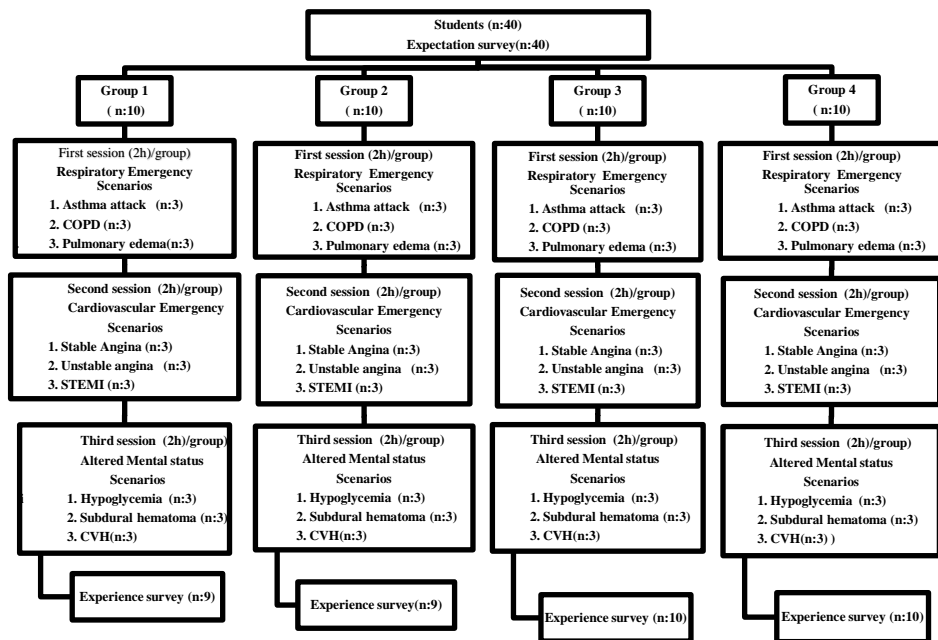 Students (n:40)
Expectation survey(n:40)
Group 1
( n:10)
First session (2h)/group)
Respiratory Emergency
Scenarios
1. Asthma attack (n:3)
2. COPD (n:3)
3. Pulmonary edema(n:3)
Second session (2h)/group)
Cardiovascular Emergency
Scenarios
1. Stable Angina (n:3)
2. Unstable angina (n:3)
3. STEMI (n:3)
Third session (2h)/group)
Altered Mental status
Scenarios
1. Hypoglycemia (n:3)
2. Subdural hematoma (n:3)
3. CVH(n:3)
Experience survey (n:9)
Group 2
( n:10)
First session (2h)/group)
Respiratory Emergency
Scenarios
1. Asthma attack (n:3)
2. COPD (n:3)
3. Pulmonary edema(n:3)
Second session (2h)/group)
Cardiovascular Emergency
Scenarios
1. Stable Angina (n:3)
2. Unstable angina (n:3)
3. STEMI (n:3)
Third session (2h)/group)
Altered Mental status
Scenarios
1. Hypoglycemia (n:3)
2. Subdural hematoma (n:3)
3. CVH(n:3)
Experience survey(n:9)
Group 3
( n:10)
First session (2h)/group)
Respiratory Emergency
Scenarios
1. Asthma attack (n:3)
2. COPD (n:3)
3. Pulmonary edema(n:3)
Second session (2h)/group)
Cardiovascular Emergency
Scenarios
1. Stable Angina (n:3)
2. Unstable angina (n:3)
3. STEMI (n:3)
Third session (2h)/group)
Altered Mental status
Scenarios
1. Hypoglycemia (n:3)
2. Subdural hematoma (n:3)
3. CVH(n:3)
Experience survey (n:10)
Group 4
( n:10)
First session (2h)/group)
Respiratory Emergency
Scenarios
1. Asthma attack (n:3)
2. COPD (n:3)
3. Pulmonary edema(n:3)
Second session (2h)/group)
Cardiovascular Emergency
Scenarios
1. Stable Angina (n:3)
2. Unstable angina (n:3)
3. STEMI (n:3)
Third session (2h)/group)
Altered Mental status
Scenarios
1. Hypoglycemia (n:3)
2. Subdural hematoma (n:3)
3. CVH(n:3) )
Experience survey (n:10)